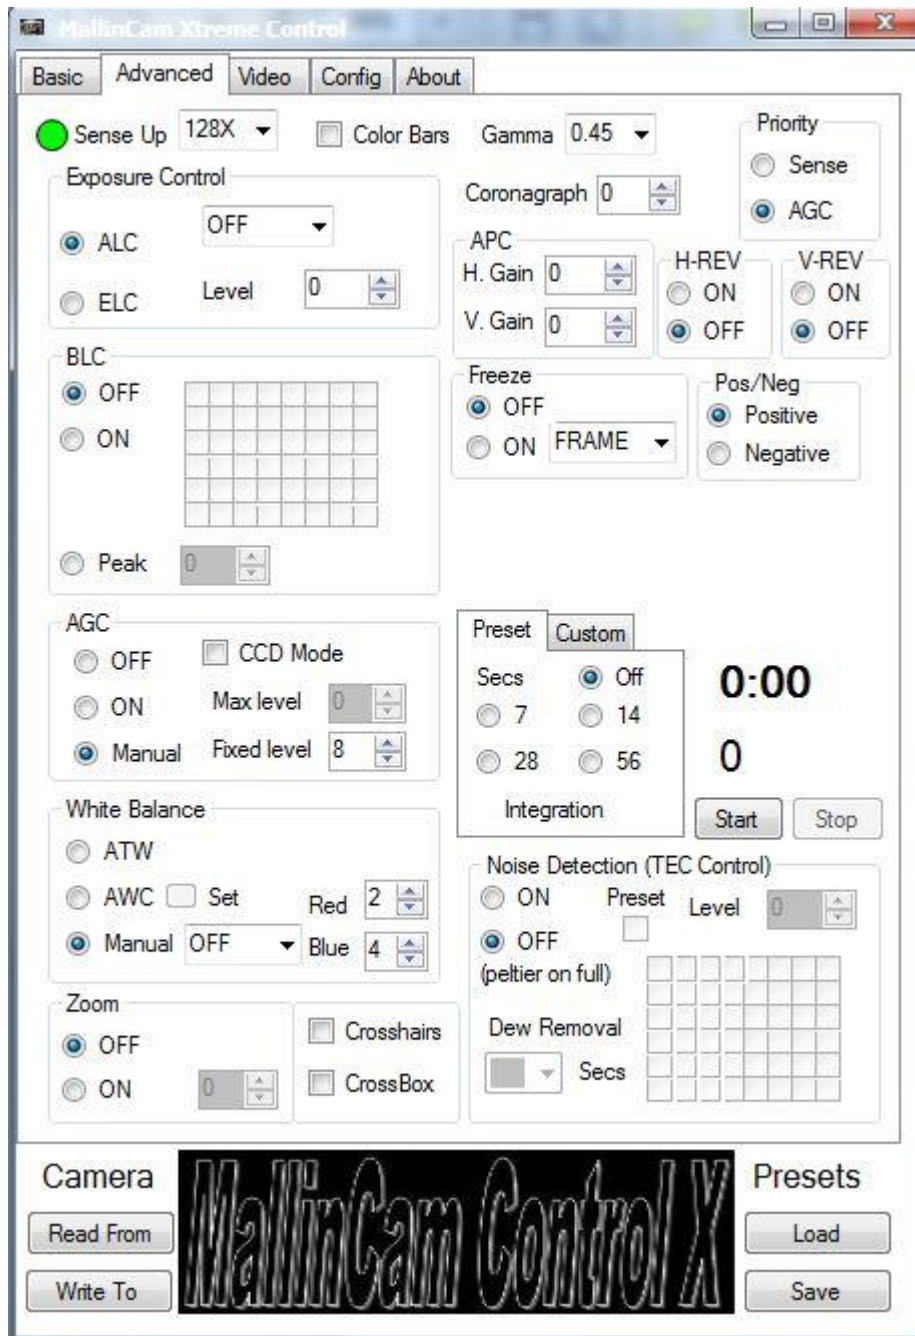 MallinCam Xtreme Control
Basic Advanced Video Config About
Sense Up 128X Color Bars Gamma 0.45
Priority
Sense
AGC
Exposure Control
ALC OFF
ELC Level 0
Coronagraph 0
APC
H. Gain 0
V. Gain 0
H-REV
ON
OFF
V-REV
ON
OFF
BLC
OFF
ON
Peak 0
Freeze
OFF
ON FRAME
Pos/Neg
Positive
Negative
AGC
OFF CCD Mode
ON Max level 0
Manual Fixed level 8
Preset Custom
Secs Off
7 14
28 56
Integration
0:00
0
Start Stop
White Balance
ATW
AWC Set Red 2
Manual OFF Blue 4
Noise Detection (TEC Control)
ON Preset Level 0
OFF
(peltier on full)
Dew Removal
Secs
Zoom
OFF
ON 0
Crosshairs
CrossBox
Camera
Read From
Write To
MallinCam Control X
Presets
Load
Save